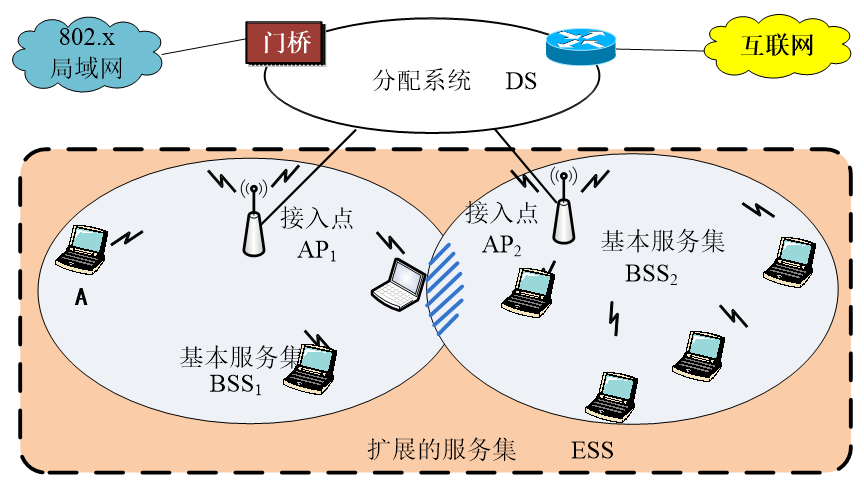 802.x
局域网
门桥
互联网
分配系统 DS
接入点
AP1
接入点
AP2
基本服务集
BSS2
A
基本服务集
BSS1
扩展的服务集 ESS